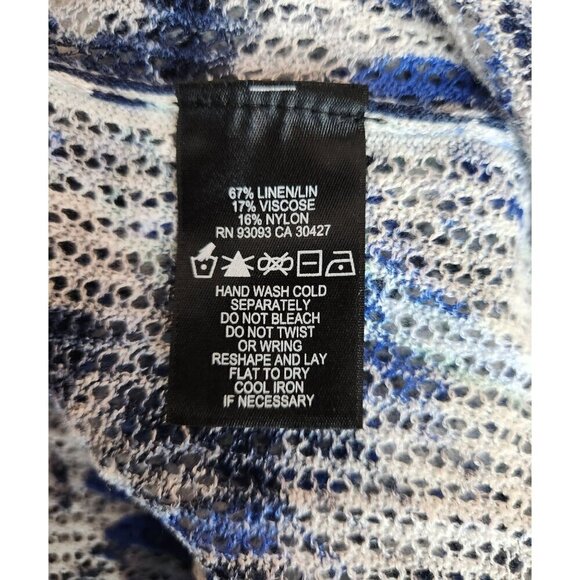 67% LINEN/LIN
17% VISCOSE
16% NYLON
RN 93093 CA 30427
HAND WASH COLD
SEPARATELY
DO NOT BLEACH
DO NOT TWIST
OR WRING
RESHAPE AND LAY
FLAT TO DRY
COOL IRON
IF NECESSARY